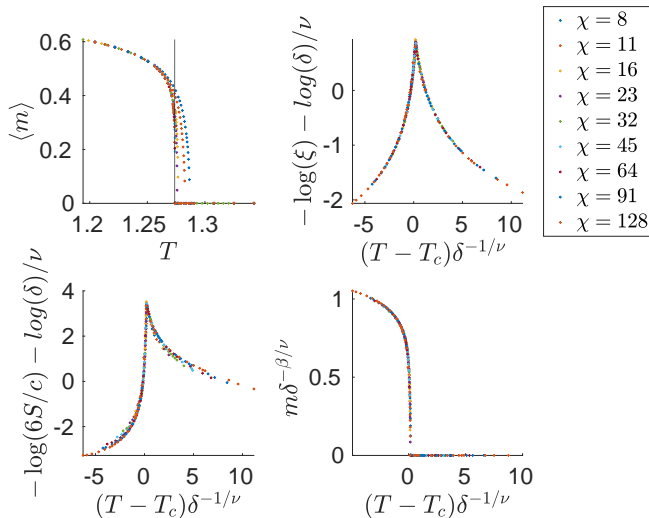 0.6
0.4
0.2
0
⟨m⟩
1.2 1.25 1.3
T
0
-1
-2
− log(ξ) − log(δ)/ν
-5 0 5 10
(T − T_c)δ^{−1/ν}
χ = 8
χ = 11
χ = 16
χ = 23
χ = 32
χ = 45
χ = 64
χ = 91
χ = 128
4
2
0
-2
− log(6S/c) − log(δ)/ν
-5 0 5 10
(T − T_c)δ^{−1/ν}
1
0.5
0
mδ^{−β/ν}
0 5 10
(T − T_c)δ^{−1/ν}